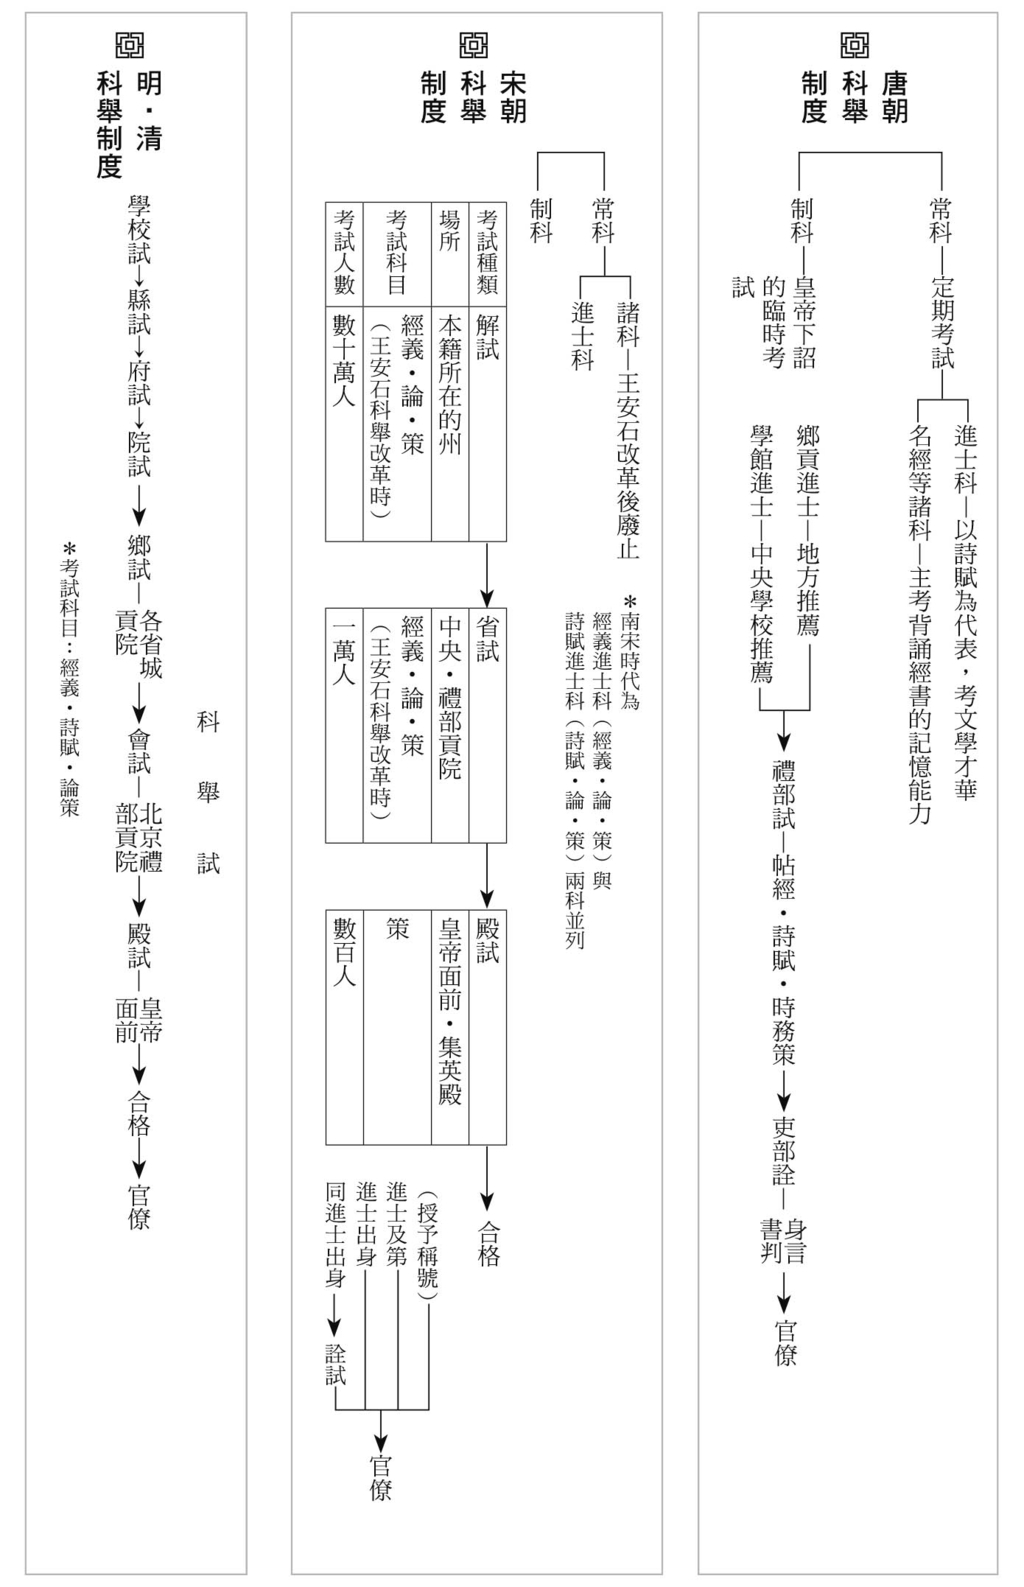 唐朝
科舉
制度
常科
定期考試
進士科—以詩賦為代表,考文學才華
名經等諸科—主考背誦經書的記憶能力
制科
皇帝下詔
的臨時考
試
鄉貢進士—地方推薦
學館進士—中央學校推薦
禮部試—帖經・詩賦・時務策
吏部詮—
身言
書判
官僚
宋朝
科舉
制度
常科
諸科—王安石改革後廢止
進士科
制科
*南宋時代為
經義進士科(經義・論・策)與
詩賦進士科(詩賦・論・策)兩科並列
考試種類
場所
考試科目
考試人數
解試
本籍所在的州
經義・論・策
(王安石科舉改革時)
數十萬人
省試
中央・禮部貢院
經義・論・策
(王安石科舉改革時)
一萬人
殿試
皇帝面前・集英殿
策
數百人
合格
(授予稱號)
進士及第
進士出身
同進士出身
詮試
官僚
明・清
科舉制度
科舉試
學校試→縣試→府試→院試
鄉試—
各省城
貢院
會試—
北京禮
部貢院
殿試—
皇帝
面前
合格
官僚
*考試科目:經義・詩賦・論策